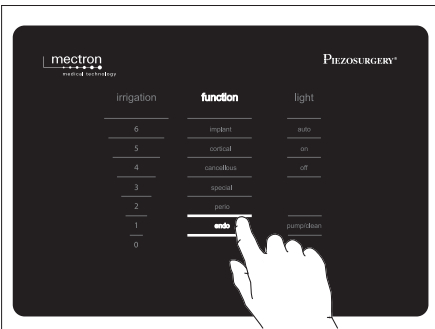 mectron
medical technology
PIEZOSURGERY®
irrigation function light
6 implant auto
5 cortical on
4 cancellous off
3 special
2 perio
1 endo pump/clean
0